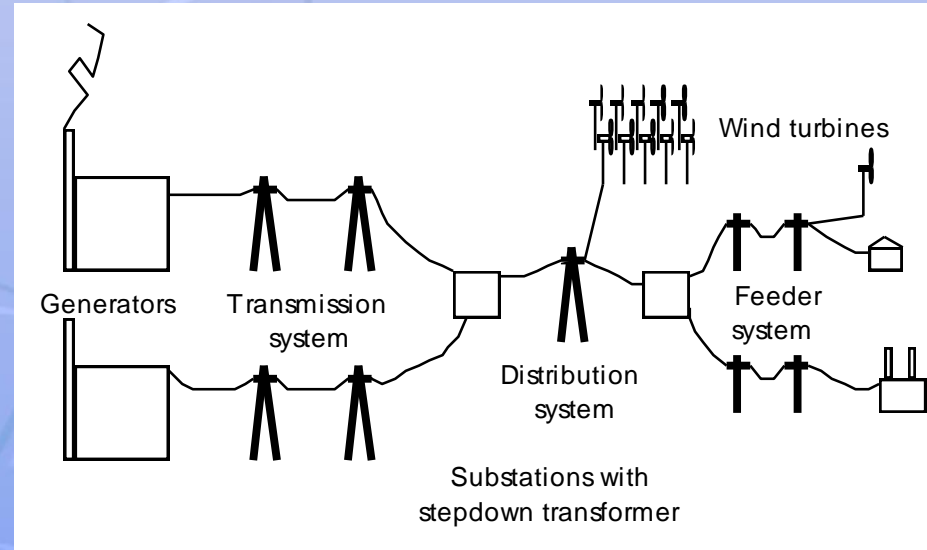 Wind turbines
Generators
Transmission
system
Feeder
system
Distribution
system
Substations with
stepdown transformer